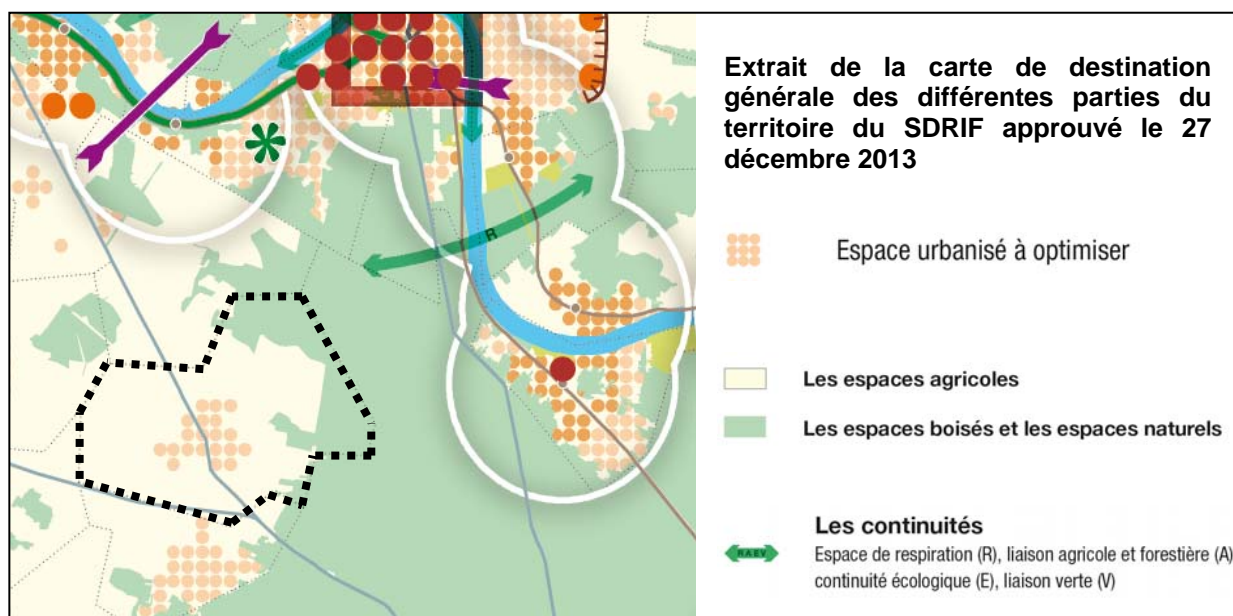 Extrait de la carte de destination
générale des différentes parties du
territoire du SDRIF approuvé le 27
décembre 2013
Espace urbanisé à optimiser
Les espaces agricoles
Les espaces boisés et les espaces naturels
Les continuités
R A E V
Espace de respiration (R), liaison agricole et forestière (A)
continuité écologique (E), liaison verte (V)
R